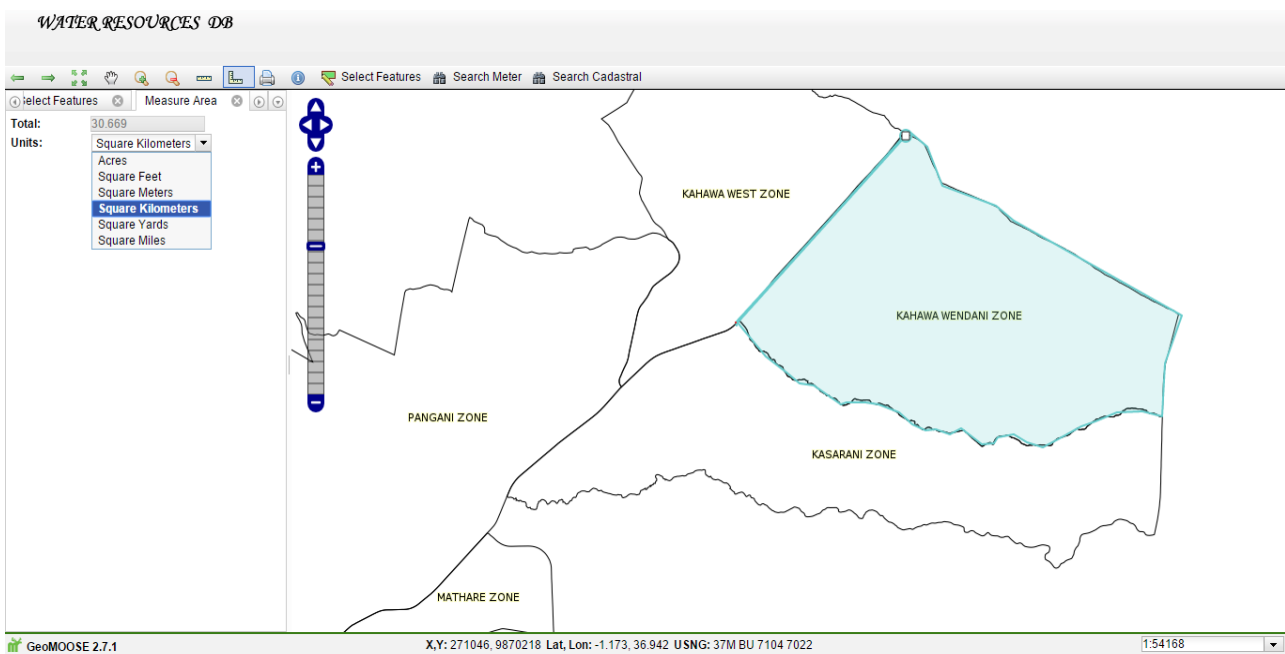 WATER RESOURCES DB
Select Features Search Meter Search Cadastral
elect Features Measure Area
Total: 30.669
Units: Square Kilometers
Acres
Square Feet
Square Meters
Square Kilometers
Square Yards
Square Miles
KAHAWA WEST ZONE
KAHAWA WENDANI ZONE
PANGANI ZONE
KASARANI ZONE
MATHARE ZONE
GeoMOOSE 2.7.1 X,Y: 271046, 9870218 Lat, Lon: -1.173, 36.942 USNG: 37M BU 7104 7022 1:54168